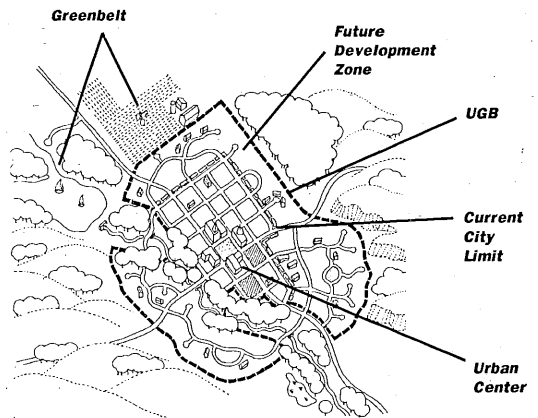 Greenbelt
Future
Development
Zone
UGB
Current
City
Limit
Urban
Center